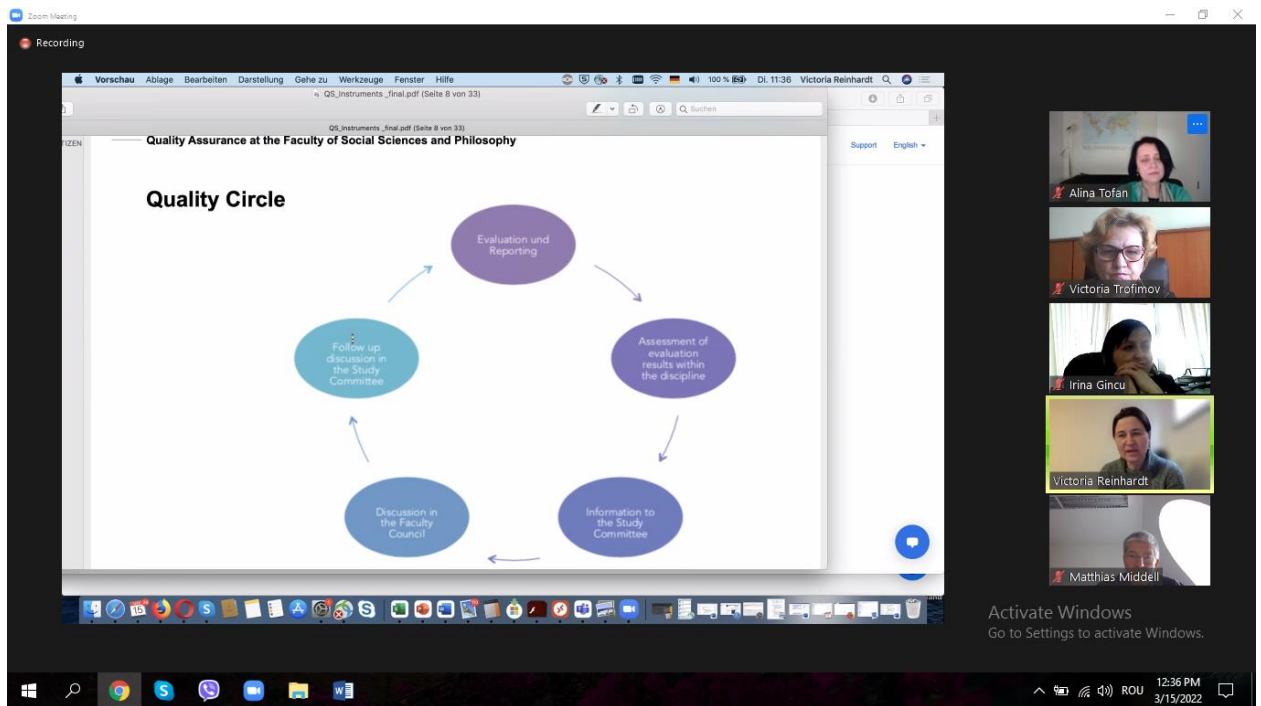 Zoom Meeting
Recording
Vorschau Ablage Bearbeiten Darstellung Gehe zu Werkzeuge Fenster Hilfe 100 % Di. 11:36 Victoria Reinhardt
QS_Instruments _final.pdf (Seite 8 von 33)
Suchen
QS_Instruments _final.pdf (Seite 8 von 33)
Quality Assurance at the Faculty of Social Sciences and Philosophy
Support English
Quality Circle
Evaluation und
Reporting
Assessment of
evaluation
results within
the discipline
Information to
the Study
Committee
Discussion in
the Faculty
Council
Follow up
discussion in
the Study
Committee
Alina Tofan
Victoria Trofimov
Irina Gincu
Victoria Reinhardt
Matthias Middell
Activate Windows
Go to Settings to activate Windows.
ROU
12:36 PM
3/15/2022